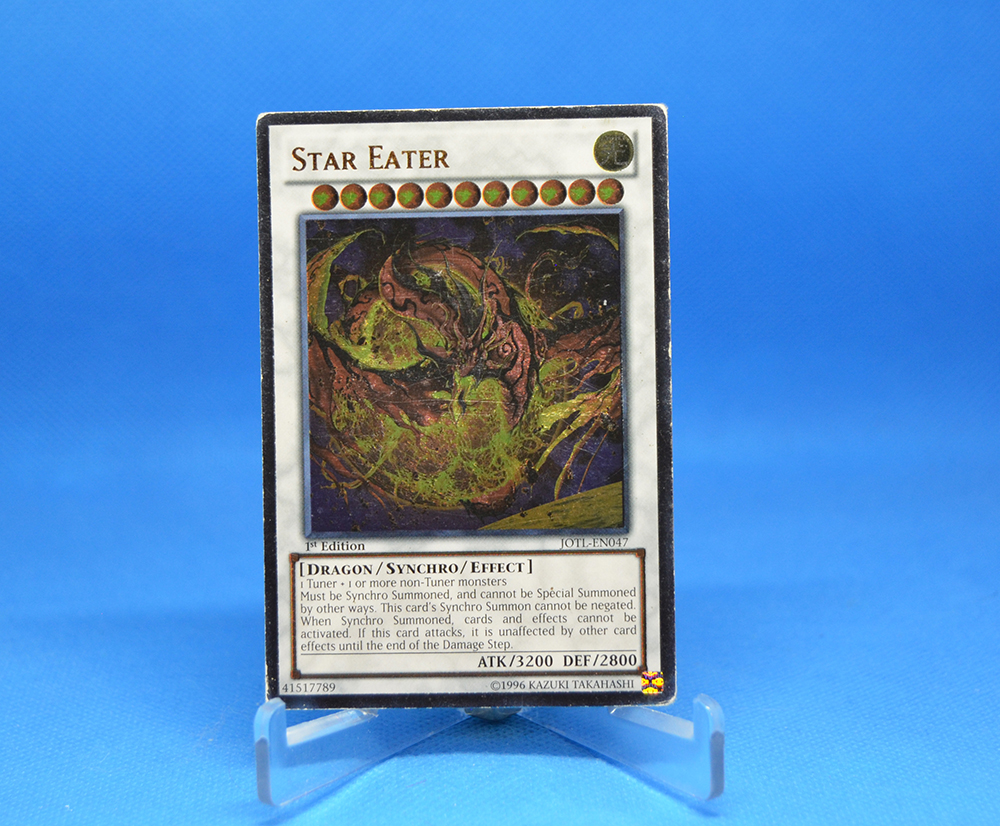 STAR EATER
1st Edition
JOTL-EN047
[DRAGON/SYNCHRO/EFFECT]
1 Tuner + 1 or more non-Tuner monsters
Must be Synchro Summoned, and cannot be Special Summoned
by other ways. This card's Synchro Summon cannot be negated.
When Synchro Summoned, cards and effects cannot be
activated. If this card attacks, it is unaffected by other card
effects until the end of the Damage Step.
ATK/3200 DEF/2800
41517789
©1996 KAZUKI TAKAHASHI